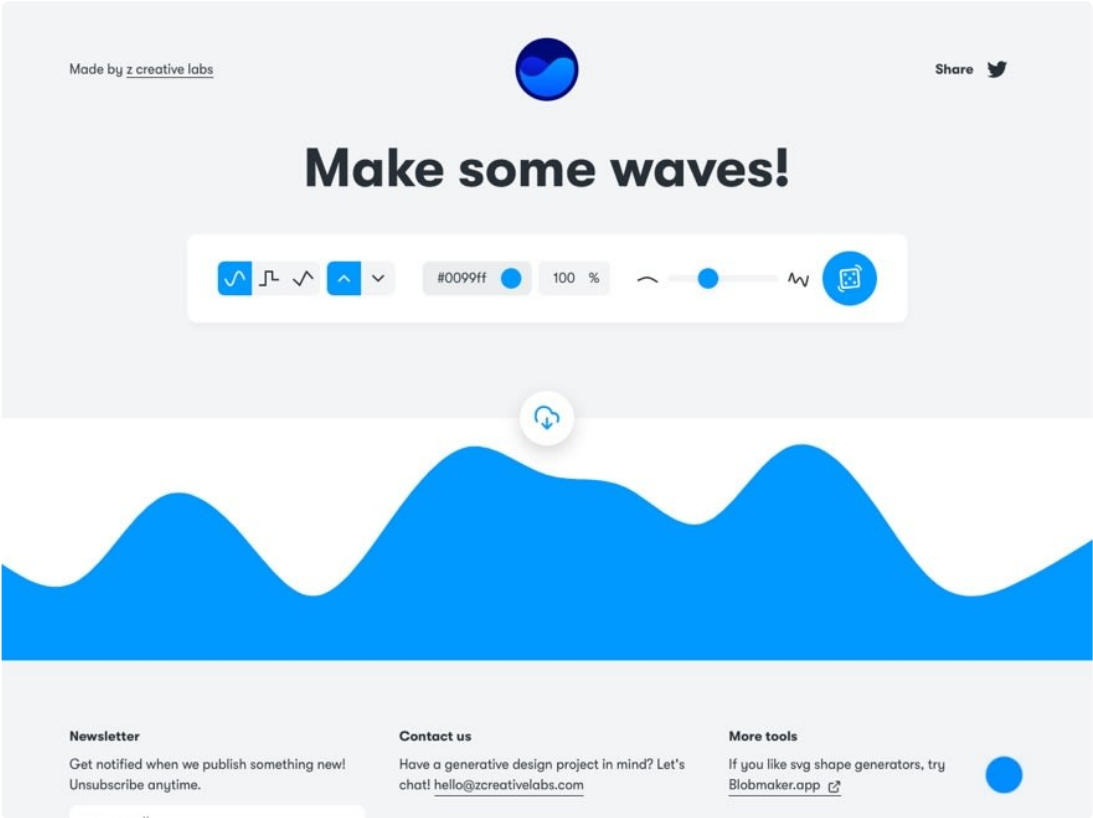 Made by z creative labs
Share
Make some waves!
#0099ff
100 %
Newsletter
Get notified when we publish something new!
Unsubscribe anytime.
Contact us
Have a generative design project in mind? Let's
chat! hello@zcreativelabs.com
More tools
If you like svg shape generators, try
Blobmaker.app